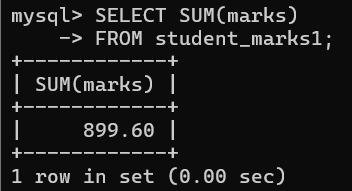 mysql> SELECT SUM(marks)
    -> FROM student_marks1;
+------------+
| SUM(marks) |
+------------+
|     899.60 |
+------------+
1 row in set (0.00 sec)